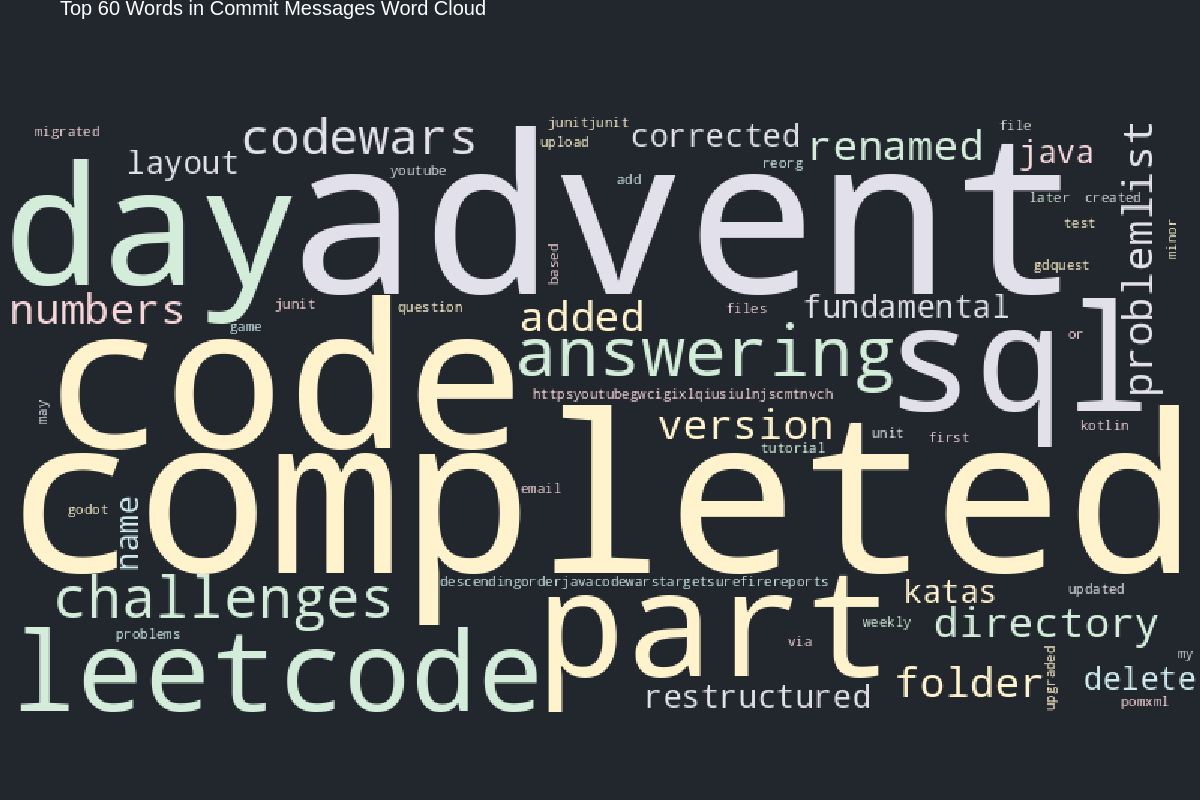 Top 60 Words in Commit Messages Word Cloud
migrated
codewars
junitjunit
upload
corrected
renamed
file
java
layout
youtube
add
reorg
problemlist
day
advent
later
created
test
minor
based
gdquest
numbers
junit
question
game
added
files
fundamental
or
code
answering
sql
httpsyoutubegwcigixlqiusiulnjscmtnvch
may
version
unit
first
kotlin
tutorial
completed
email
godot
name
challenges
descendingorderjavacodewarstargetsurefirereports
part
katas
updated
weekly
directory
problems
via
my
leetcode
restructured
folder
upgraded
delete
pomxml